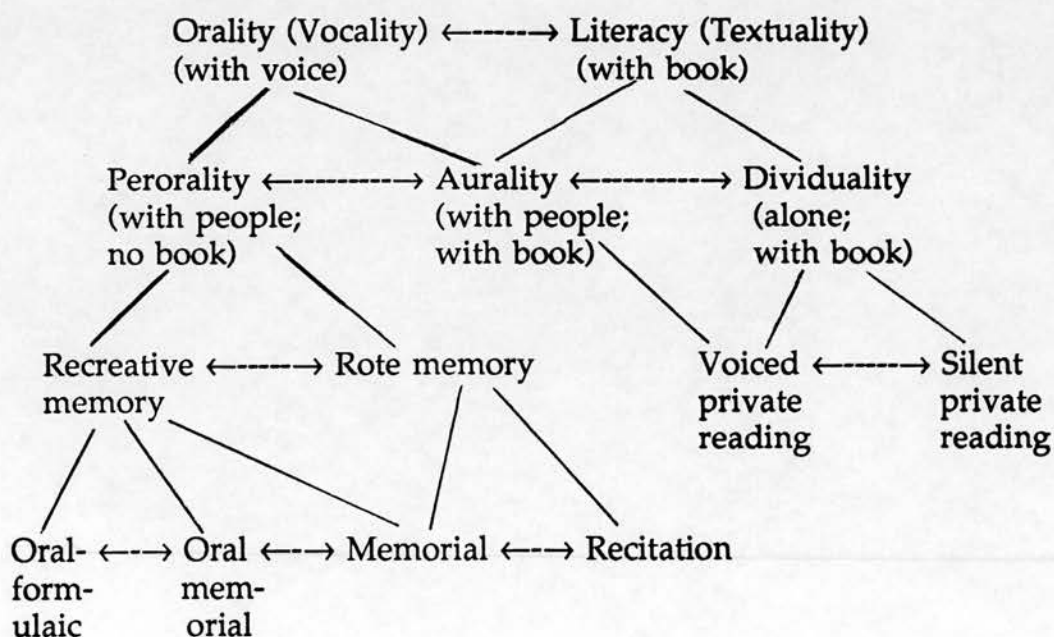 Orality (Vocality) ←------→ Literacy (Textuality)
(with voice) (with book)
Perorality ←----------→ Aurality ←-----------→ Dividuality
(with people; (with people; (alone;
no book) with book) with book)
Recreative ←------→ Rote memory Voiced ←-----→ Silent
memory private private
reading reading
Oral- ←--→ Oral ←--→ Memorial ←--→ Recitation
form- mem-
ulaic orial